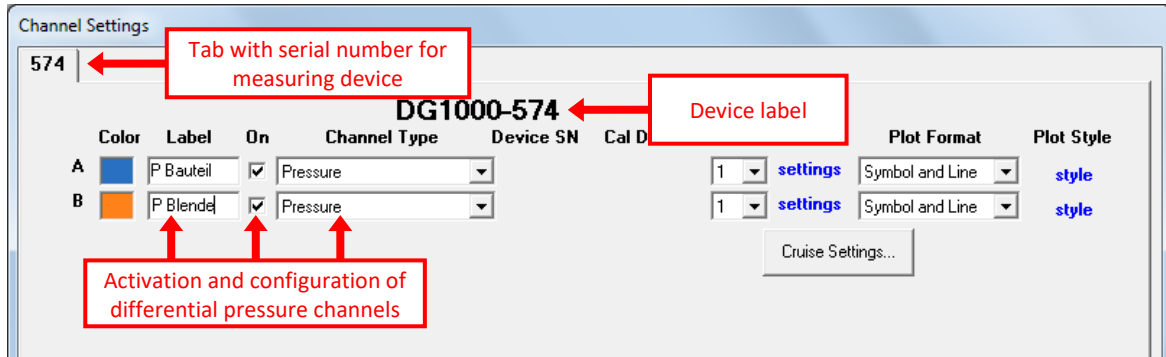 Channel Settings
574
Tab with serial number for
measuring device
DG1000-574
Device label
Color Label On Channel Type Device SN Cal D Plot Format Plot Style
A P Bauteil Pressure 1 settings Symbol and Line style
B P Blende Pressure 1 settings Symbol and Line style
Cruise Settings...
Activation and configuration of
differential pressure channels